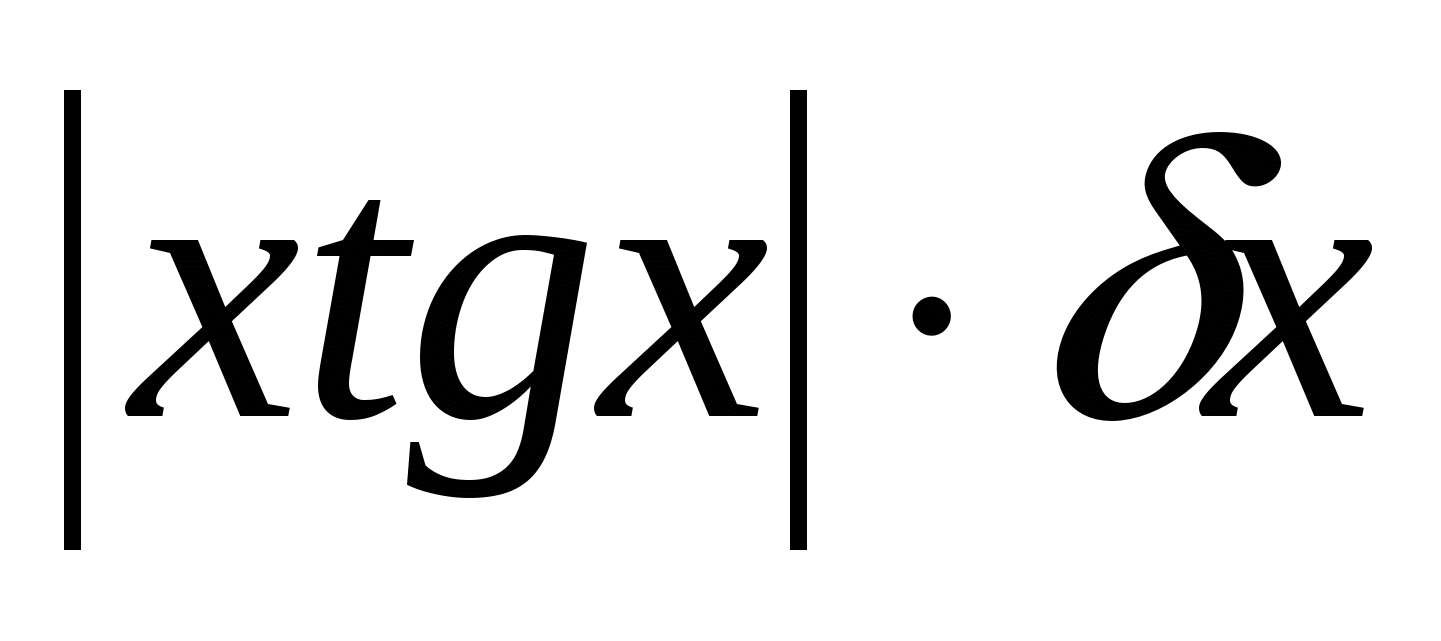 |xtgx| · δx